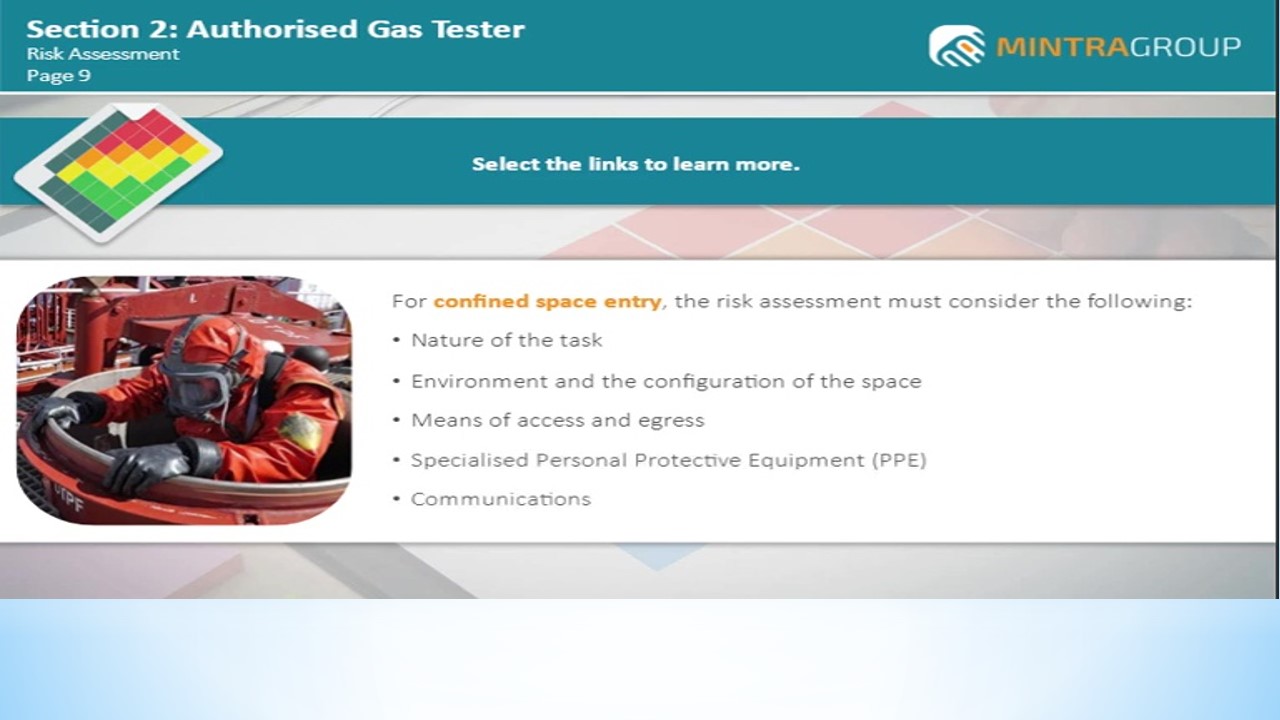 Section 2: Authorised Gas Tester
Risk Assessment
Page 9
MINTRAGROUP
Select the links to learn more.
For confined space entry, the risk assessment must consider the following:
• Nature of the task
• Environment and the configuration of the space
• Means of access and egress
• Specialised Personal Protective Equipment (PPE)
• Communications